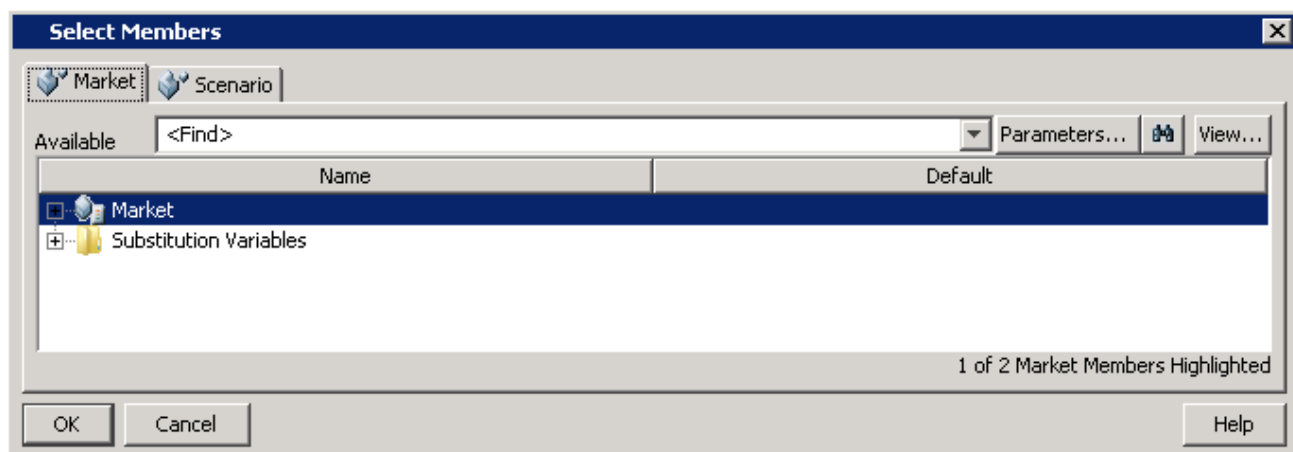 Select Members
Market Scenario
Available <Find> Parameters... View...
Name Default
Market
Substitution Variables
1 of 2 Market Members Highlighted
OK Cancel Help